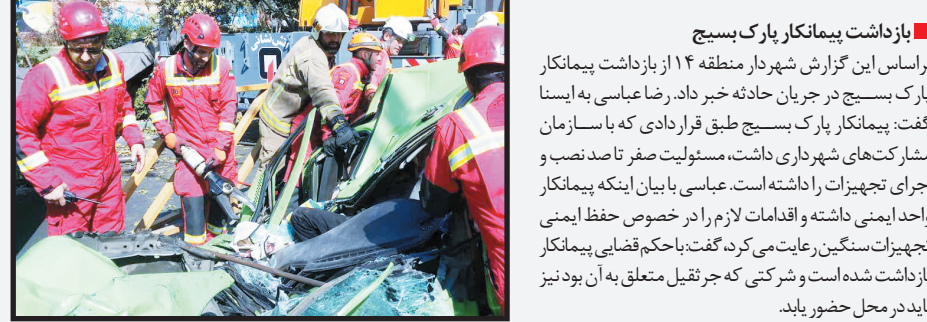 بازداشت پیمانکار پارک بسیج
براساس این گزارش شهردار منطقه ۱۴ از بازداشت پیمانکار
پارک بسیج در جریان حادثه خبر داد. رضا عباسی به ایسنا
گفت: پیمانکار پارک بسیج طبق قراردادی که با سازمان
مشارکت‌های شهرداری داشت، مسئولیت صفر تا صد نصب و
اجرای تجهیزات را داشته است. عباسی با بیان اینکه پیمانکار
واحد ایمنی داشته و اقدامات لازم را در خصوص حفظ ایمنی
تجهیزات سنگین رعایت می‌کرد، گفت: با حکم قضایی پیمانکار
بازداشت شده است و شرکتی که جرثقیل متعلق به آن بود نیز
باید در محل حضور یابد.
آتش‌نشانی